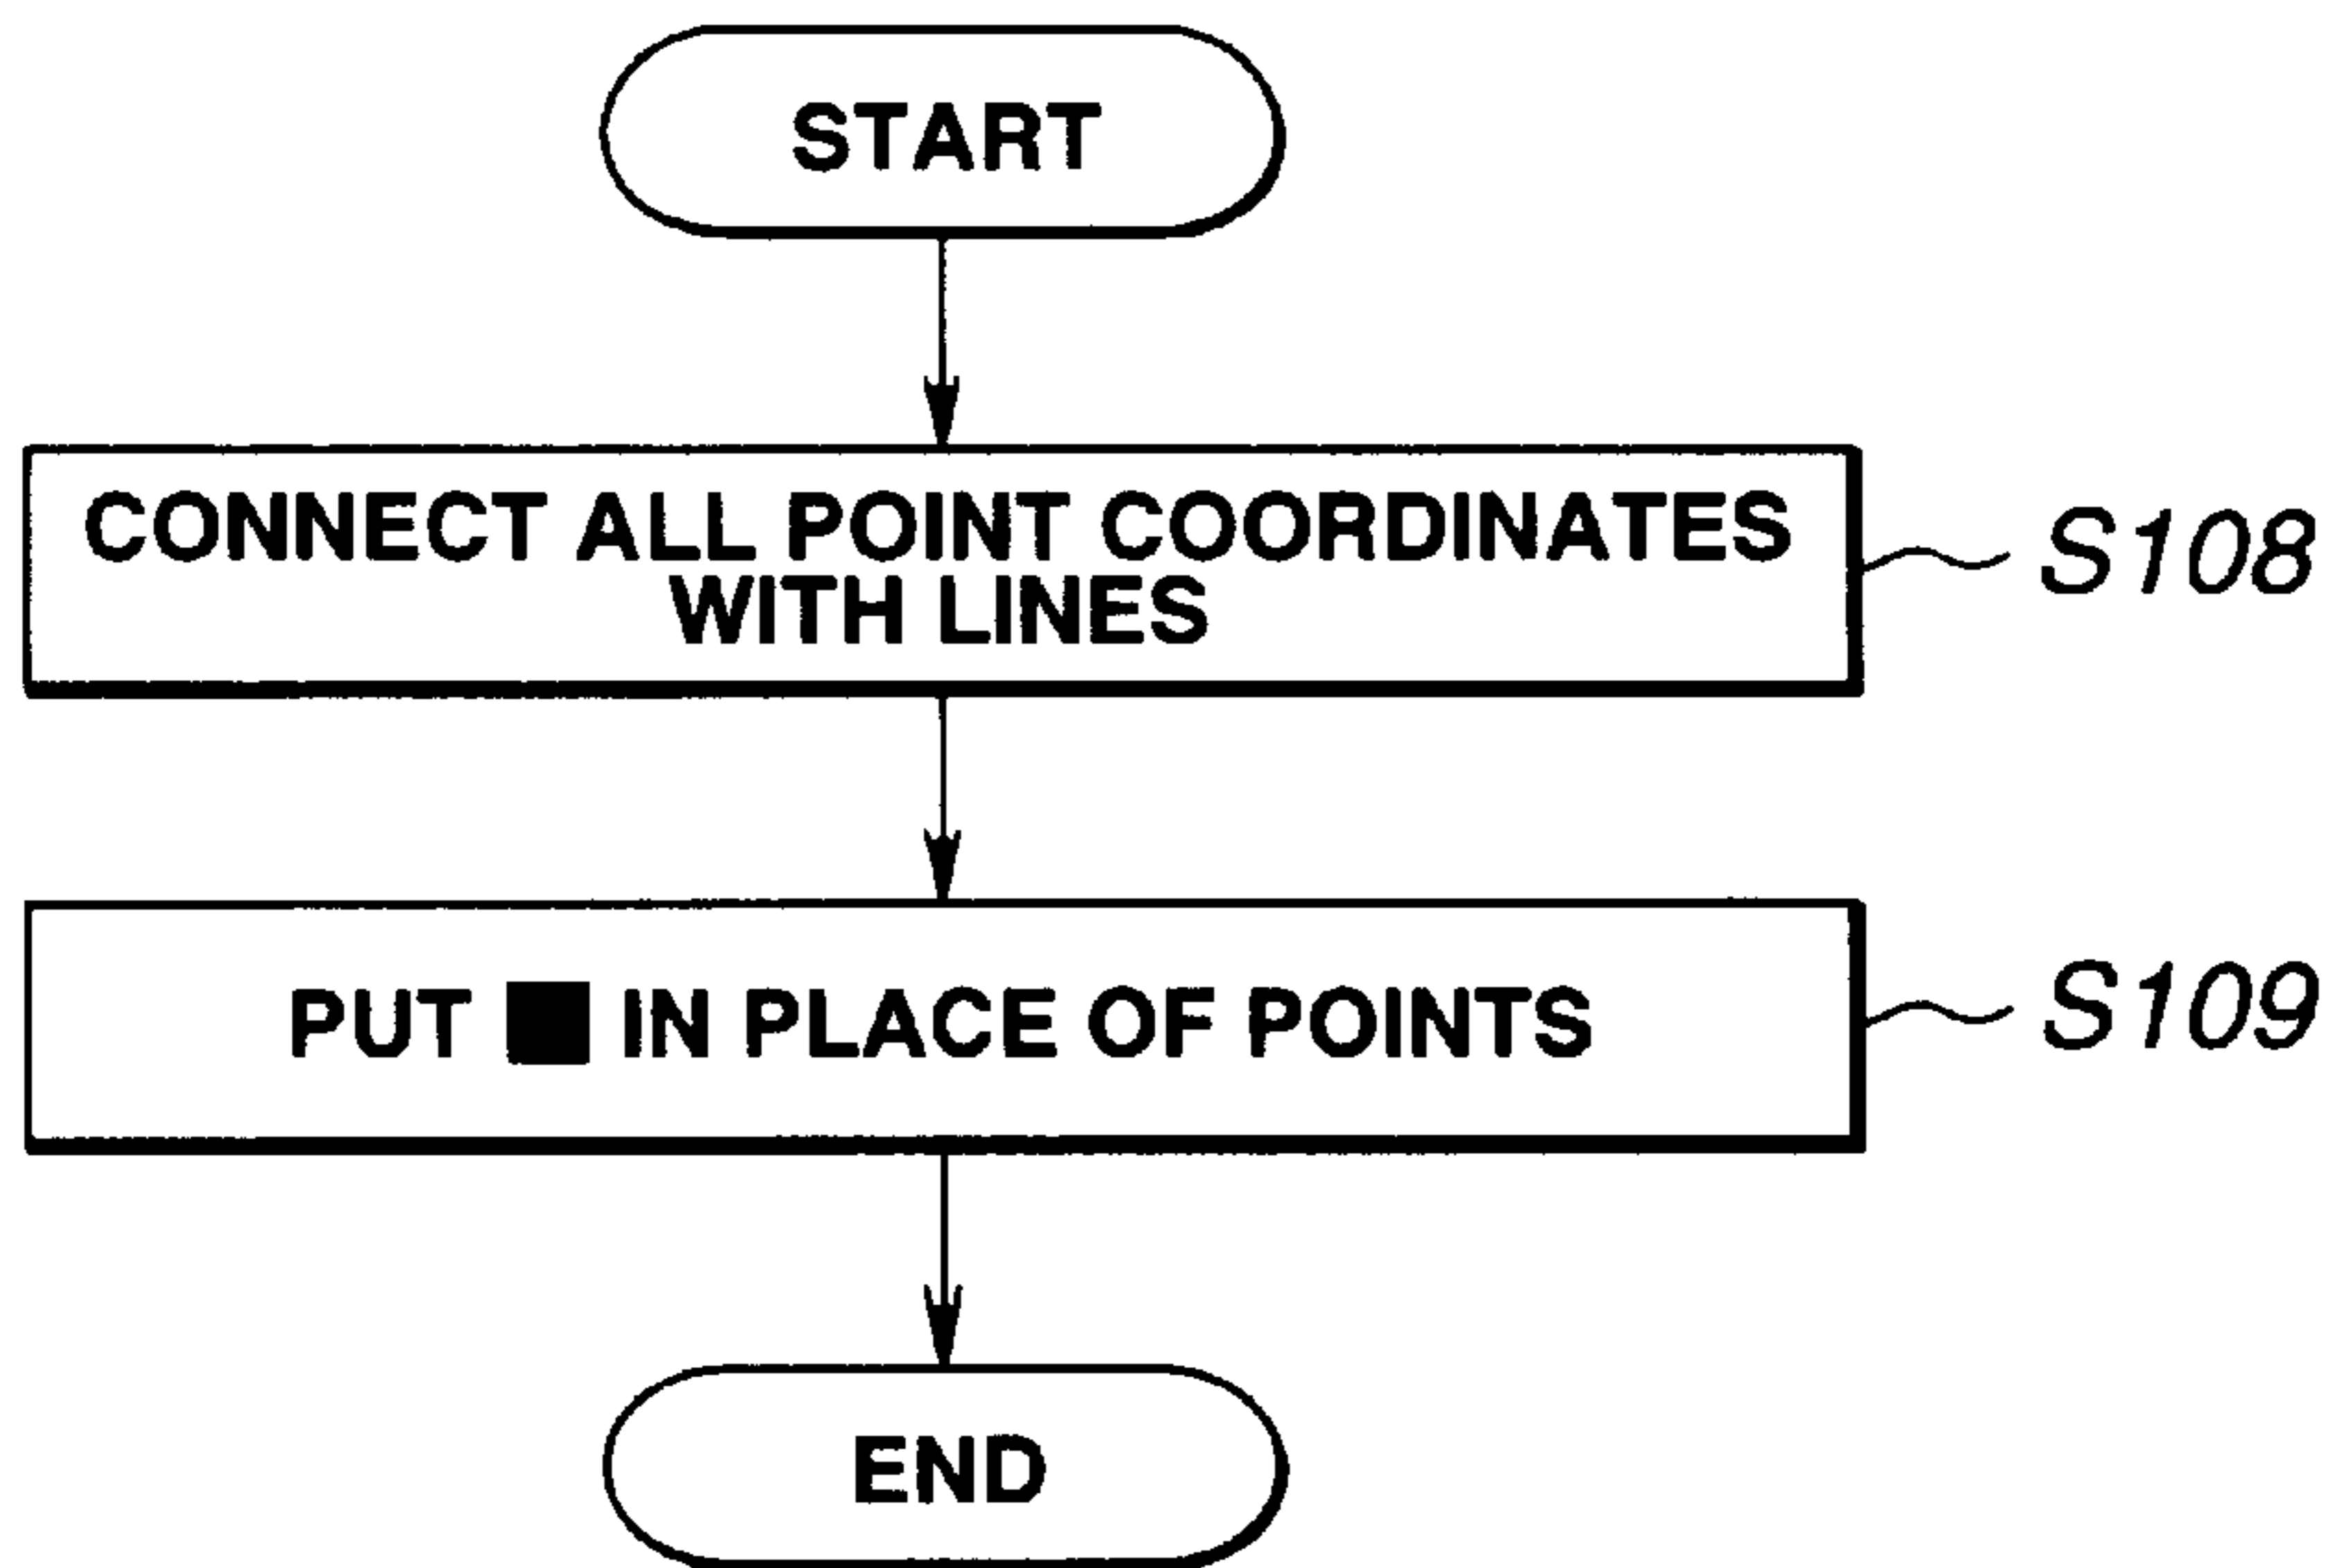 START
CONNECT ALL POINT COORDINATES
WITH LINES
S108
PUT ■ IN PLACE OF POINTS
S109
END